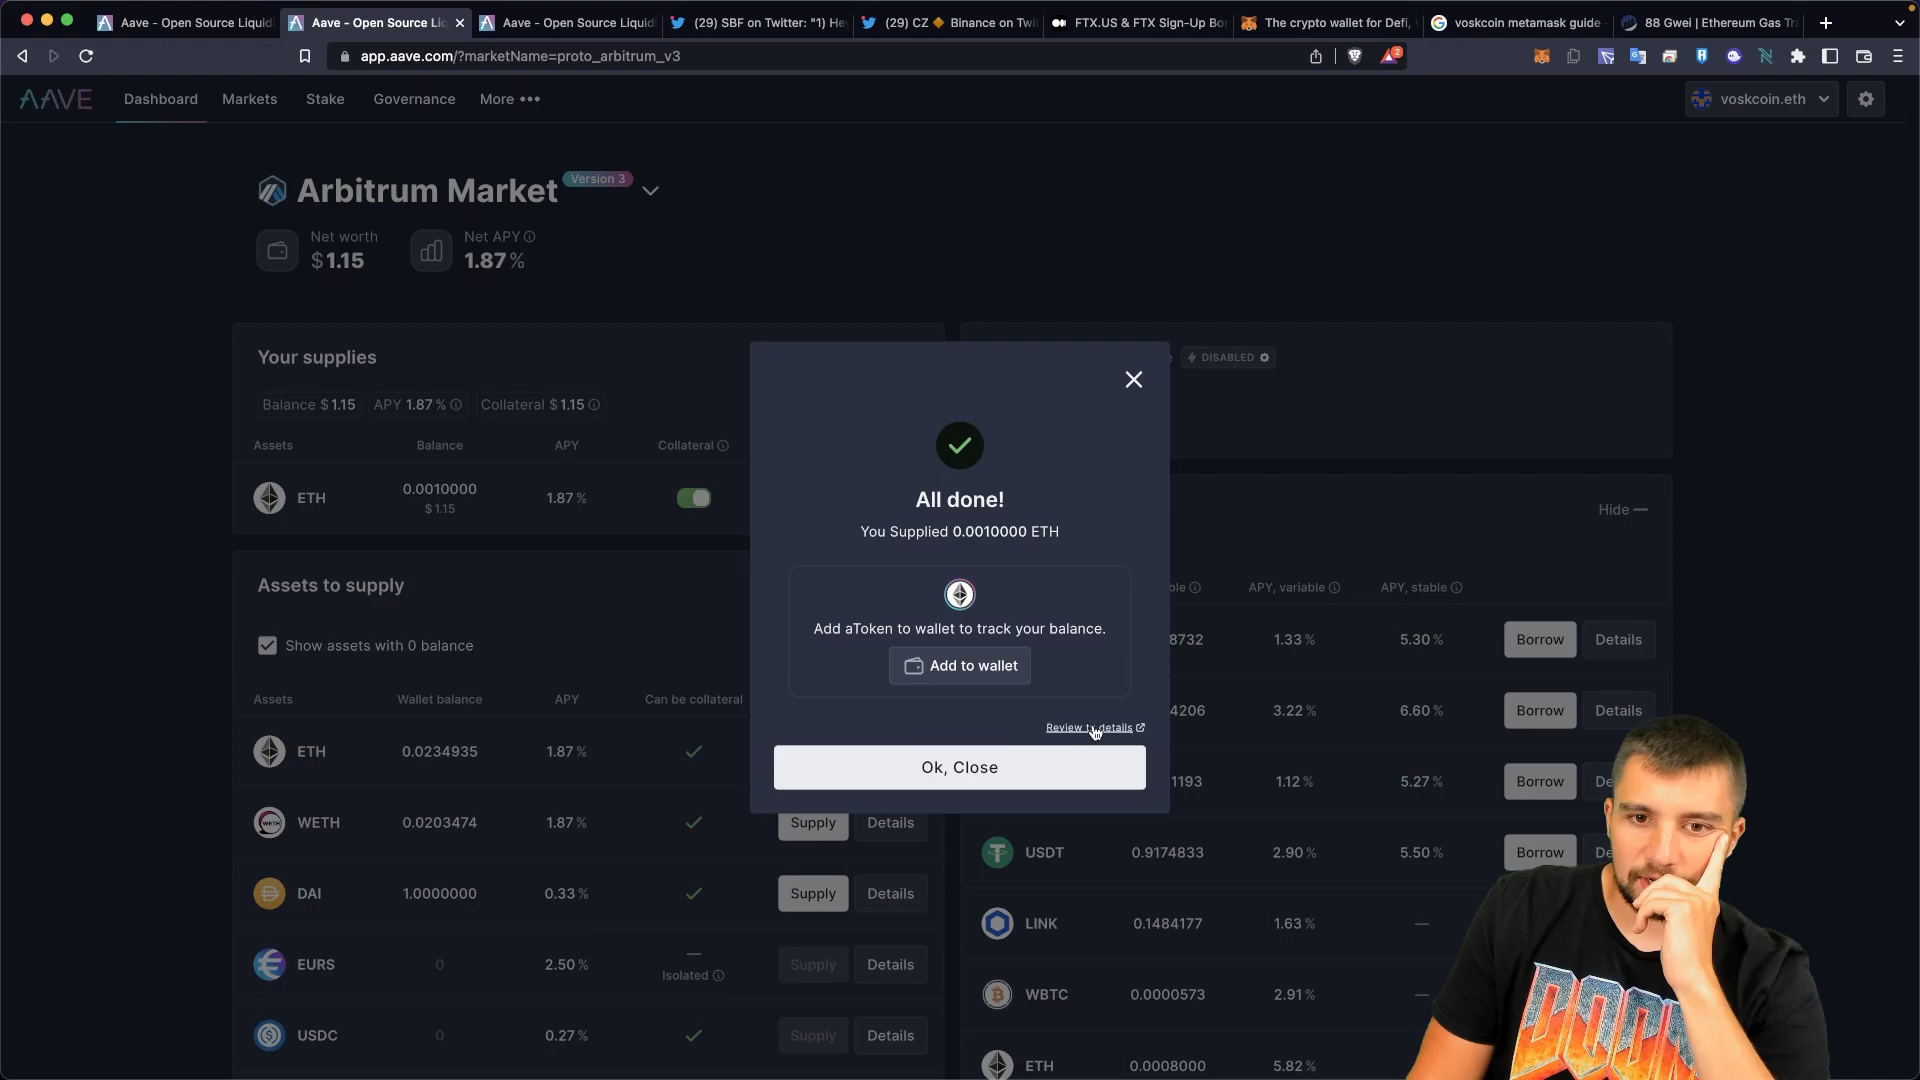 Aave - Open Source Liquidi
Aave - Open Source Li
Aave - Open Source Liquidi
(29) SBF on Twitter: "1) He
(29) CZ 🔶 Binance on Twi
FTX.US & FTX Sign-Up Bo
The crypto wallet for Defi,
voskcoin metamask guide
88 Gwei | Ethereum Gas Tr
app.aave.com/?marketName=proto_arbitrum_v3
2
AAVE
Dashboard
Markets
Stake
Governance
More •••
voskcoin.eth
Arbitrum Market
Version 3
Net worth
$1.15
Net APY
1.87%
Your supplies
Balance $1.15
APY 1.87%
Collateral $1.15
Assets
Balance
APY
Collateral
ETH
0.0010000
$1.15
1.87%
Assets to supply
Show assets with 0 balance
Assets
Wallet balance
APY
Can be collateral
ETH
0.0234935
1.87%
WETH
WETH
0.0203474
1.87%
Supply
Details
DAI
1.0000000
0.33%
Supply
Details
EURS
0
2.50%
—
Isolated
Supply
Details
USDC
0
0.27%
Supply
Details
All done!
You Supplied 0.0010000 ETH
Add aToken to wallet to track your balance.
Add to wallet
Review tx details
Ok, Close
DISABLED
Hide —
APY, variable
APY, stable
8732
1.33%
5.30%
Borrow
Details
4206
3.22%
6.60%
Borrow
Details
1193
1.12%
5.27%
Borrow
De
USDT
0.9174833
2.90%
5.50%
Borrow
De
LINK
0.1484177
1.63%
—
WBTC
0.0000573
2.91%
—
ETH
0.0008000
5.82%
DOOM